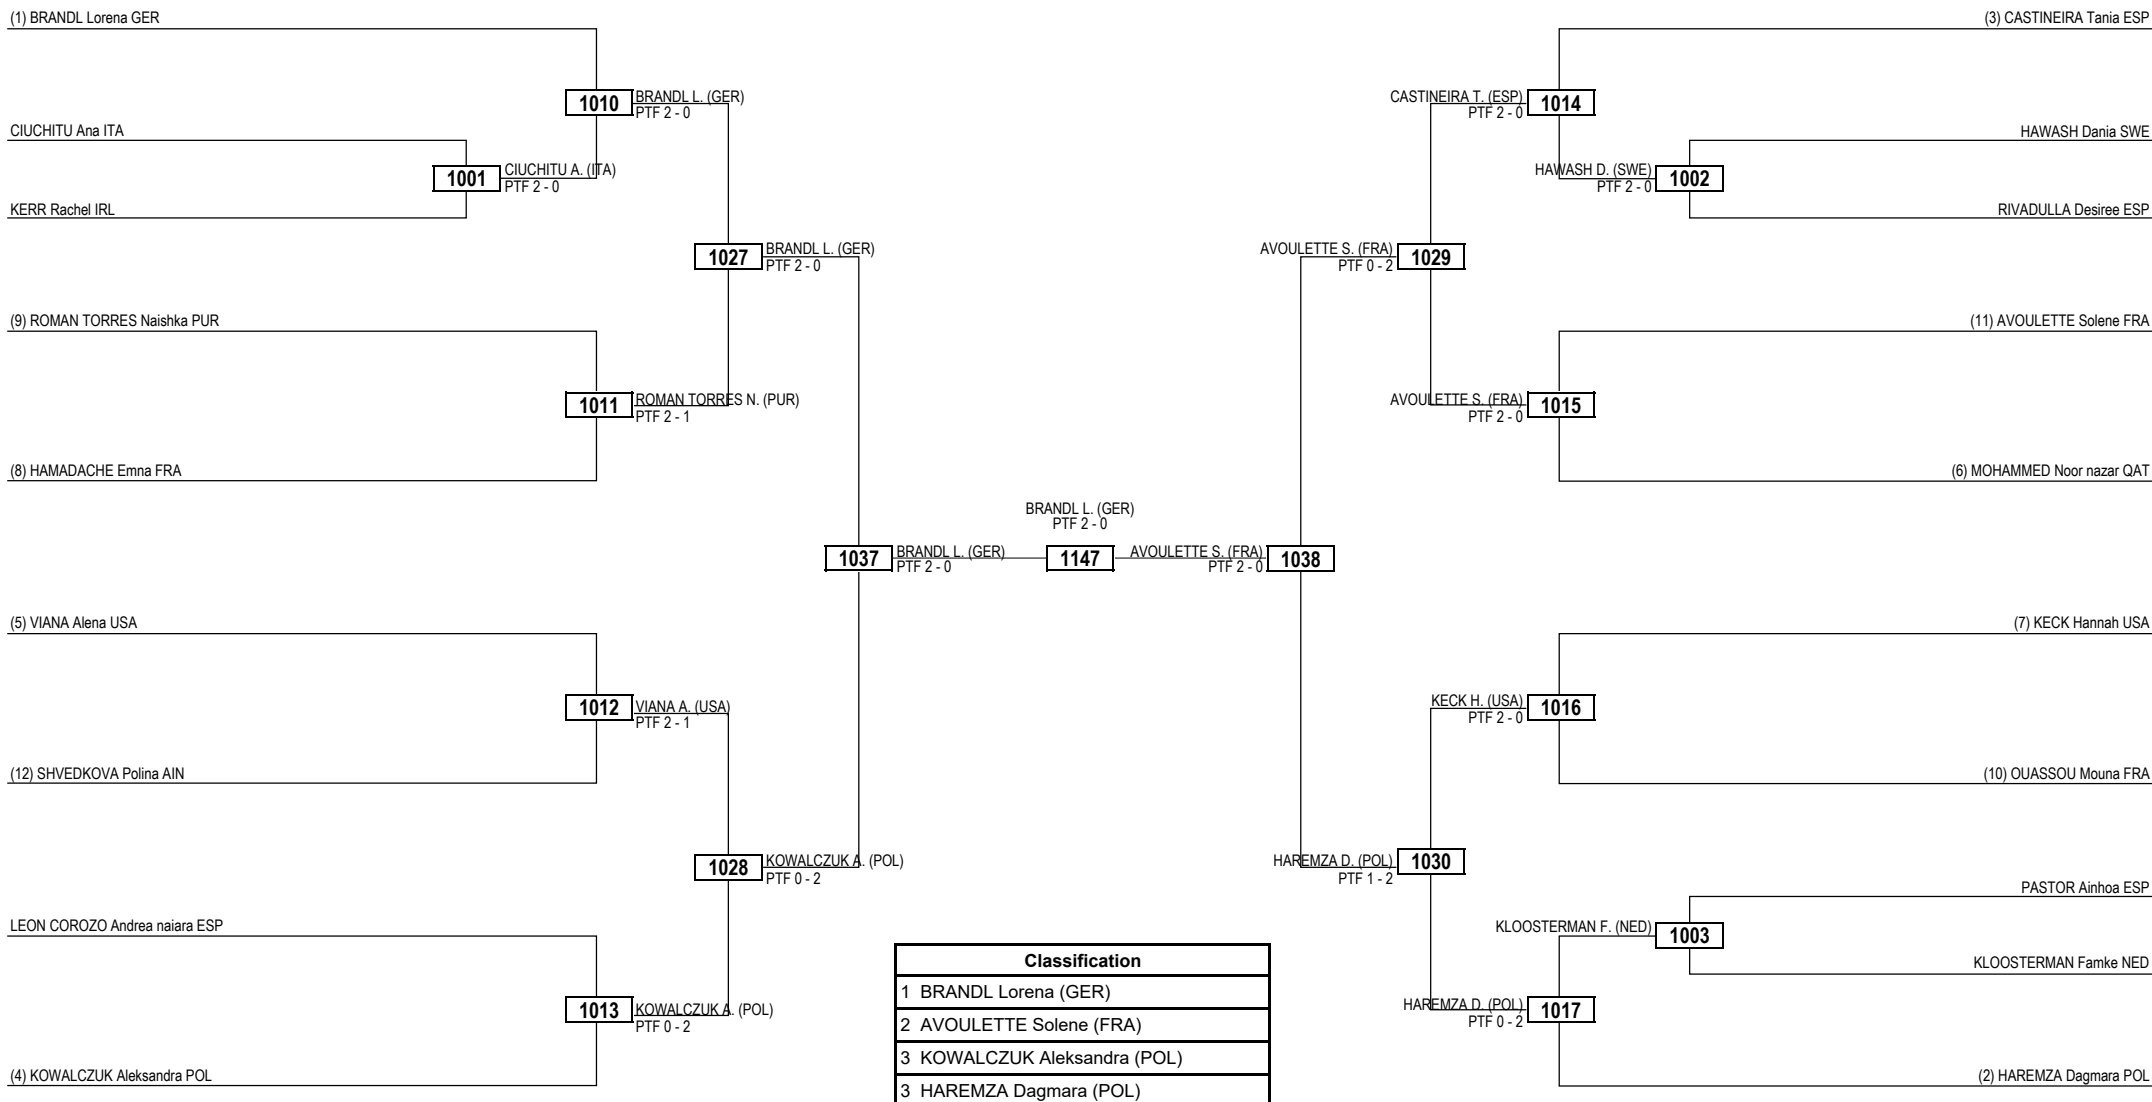 (1) BRANDL Lorena GER
CIUCHITU Ana ITA
KERR Rachel IRL
(9) ROMAN TORRES Naishka PUR
(8) HAMADACHE Emna FRA
(5) VIANA Alena USA
(12) SHVEDKOVA Polina AIN
LEON COROZO Andrea naiara ESP
(4) KOWALCZUK Aleksandra POL
1001
CIUCHITU A. (ITA)
PTF 2 - 0
1010
BRANDL L. (GER)
PTF 2 - 0
1011
ROMAN TORRES N. (PUR)
PTF 2 - 1
1012
VIANA A. (USA)
PTF 2 - 1
1013
KOWALCZUK A. (POL)
PTF 0 - 2
1027
BRANDL L. (GER)
PTF 2 - 0
1028
KOWALCZUK A. (POL)
PTF 0 - 2
1037
BRANDL L. (GER)
PTF 2 - 0
BRANDL L. (GER)
PTF 2 - 0
1147
AVOULETTE S. (FRA)
PTF 2 - 0
1038
AVOULETTE S. (FRA)
PTF 0 - 2
1029
HAREMZA D. (POL)
PTF 1 - 2
1030
CASTINEIRA T. (ESP)
PTF 2 - 0
1014
AVOULETTE S. (FRA)
PTF 2 - 0
1015
KECK H. (USA)
PTF 2 - 0
1016
HAREMZA D. (POL)
PTF 0 - 2
1017
HAWASH D. (SWE)
PTF 2 - 0
1002
KLOOSTERMAN F. (NED)
1003
(3) CASTINEIRA Tania ESP
HAWASH Dania SWE
RIVADULLA Desiree ESP
(11) AVOULETTE Solene FRA
(6) MOHAMMED Noor nazar QAT
(7) KECK Hannah USA
(10) OUASSOU Mouna FRA
PASTOR Ainhoa ESP
KLOOSTERMAN Famke NED
(2) HAREMZA Dagmara POL
Classification
1 BRANDL Lorena (GER)
2 AVOULETTE Solene (FRA)
3 KOWALCZUK Aleksandra (POL)
3 HAREMZA Dagmara (POL)